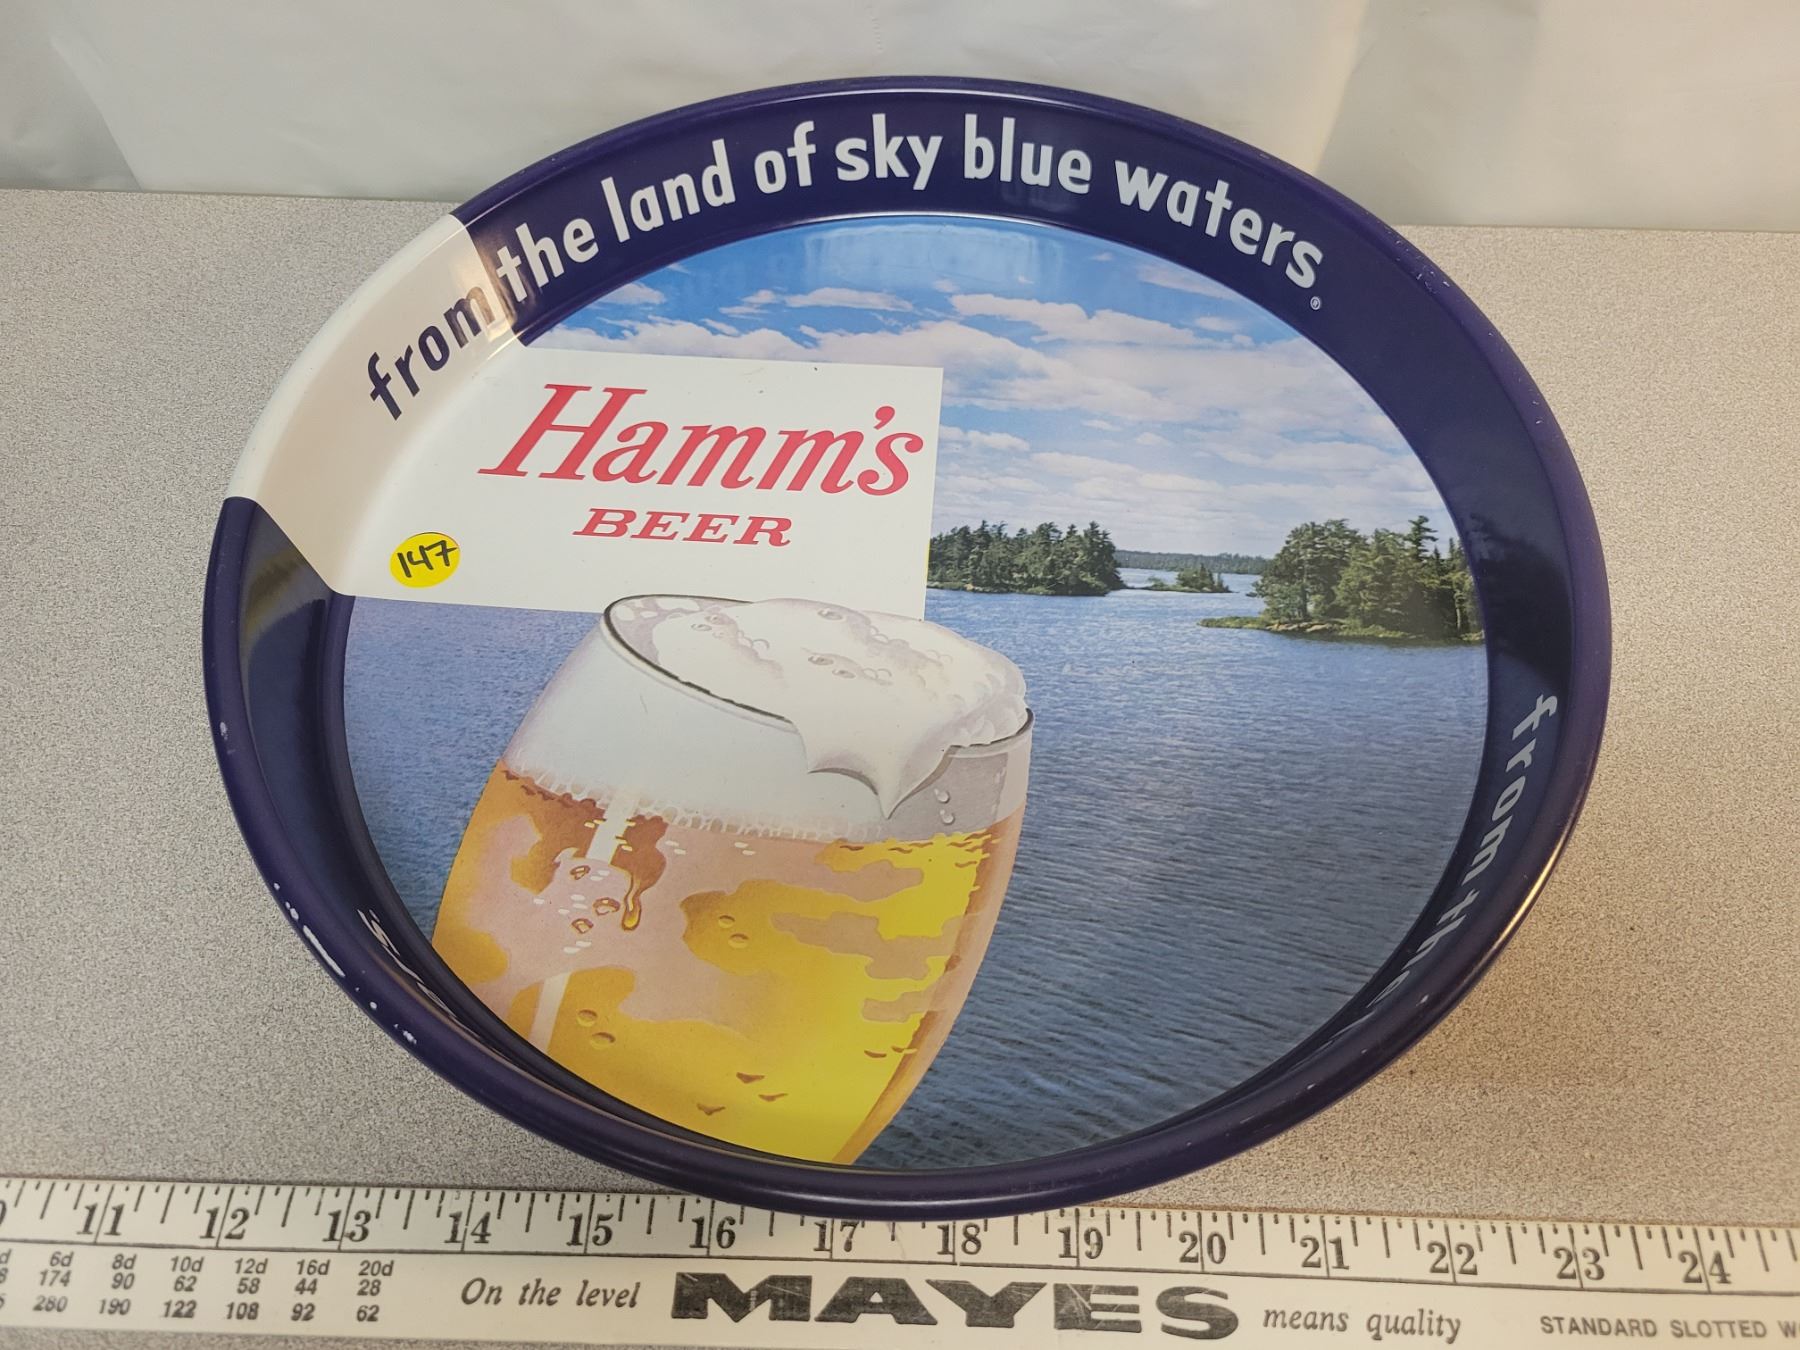 from the land of sky blue waters®
Hamm's
BEER
147
from the
11 12 13 14 15 16 17 18 19 20 21 22 23 24
6d 8d 10d 12d 16d 20d
174 90 62 58 44 28
280 190 122 108 92 62
On the level MAYES means quality
STANDARD SLOTTED